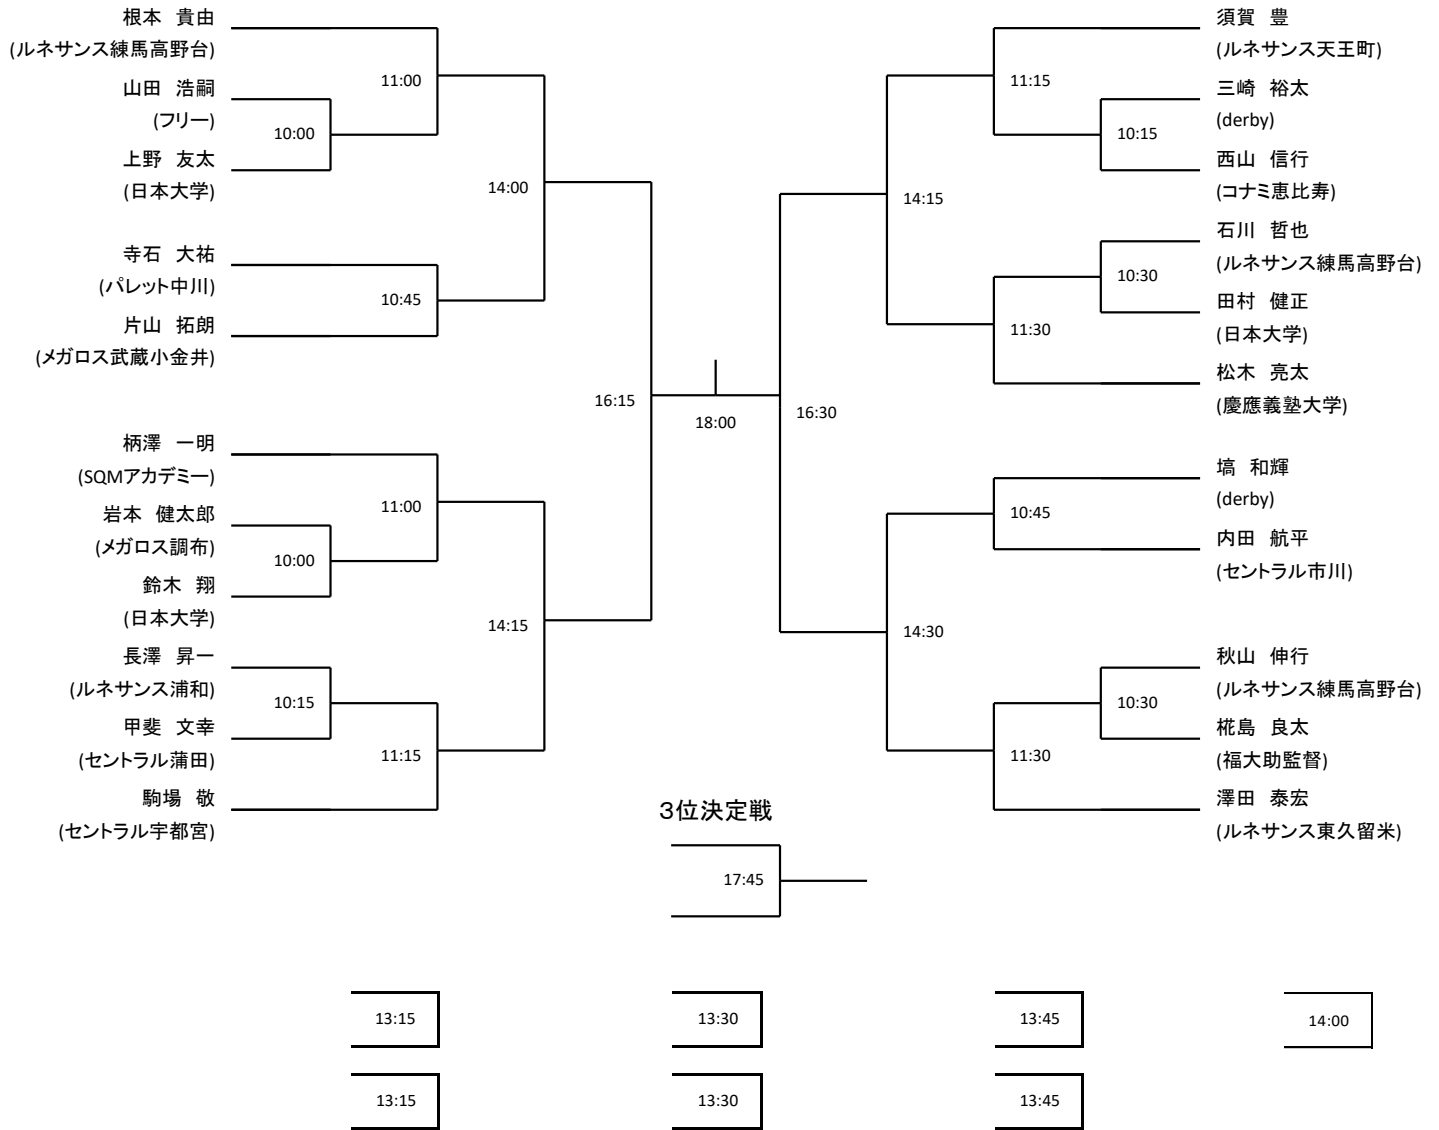 根本 貴由
(ルネサンス練馬高野台)
11:00
山田 浩嗣
(フリー)
10:00
上野 友太
(日本大学)
14:00
寺石 大祐
(パレット中川)
10:45
片山 拓朗
(メガロス武蔵小金井)
16:15
柄澤 一明
(SQMアカデミー)
11:00
岩本 健太郎
(メガロス調布)
10:00
鈴木 翔
(日本大学)
14:15
長澤 昇一
(ルネサンス浦和)
10:15
甲斐 文幸
(セントラル蒲田)
11:15
駒場 敬
(セントラル宇都宮)
18:00
須賀 豊
(ルネサンス天王町)
11:15
三崎 裕太
(derby)
10:15
西山 信行
(コナミ恵比寿)
14:15
石川 哲也
(ルネサンス練馬高野台)
10:30
田村 健正
(日本大学)
11:30
松木 亮太
(慶應義塾大学)
16:30
塙 和輝
(derby)
10:45
内田 航平
(セントラル市川)
14:30
秋山 伸行
(ルネサンス練馬高野台)
10:30
椛島 良太
(福大助監督)
11:30
澤田 泰宏
(ルネサンス東久留米)
3位決定戦
17:45
13:15
13:30
13:45
14:00
13:15
13:30
13:45